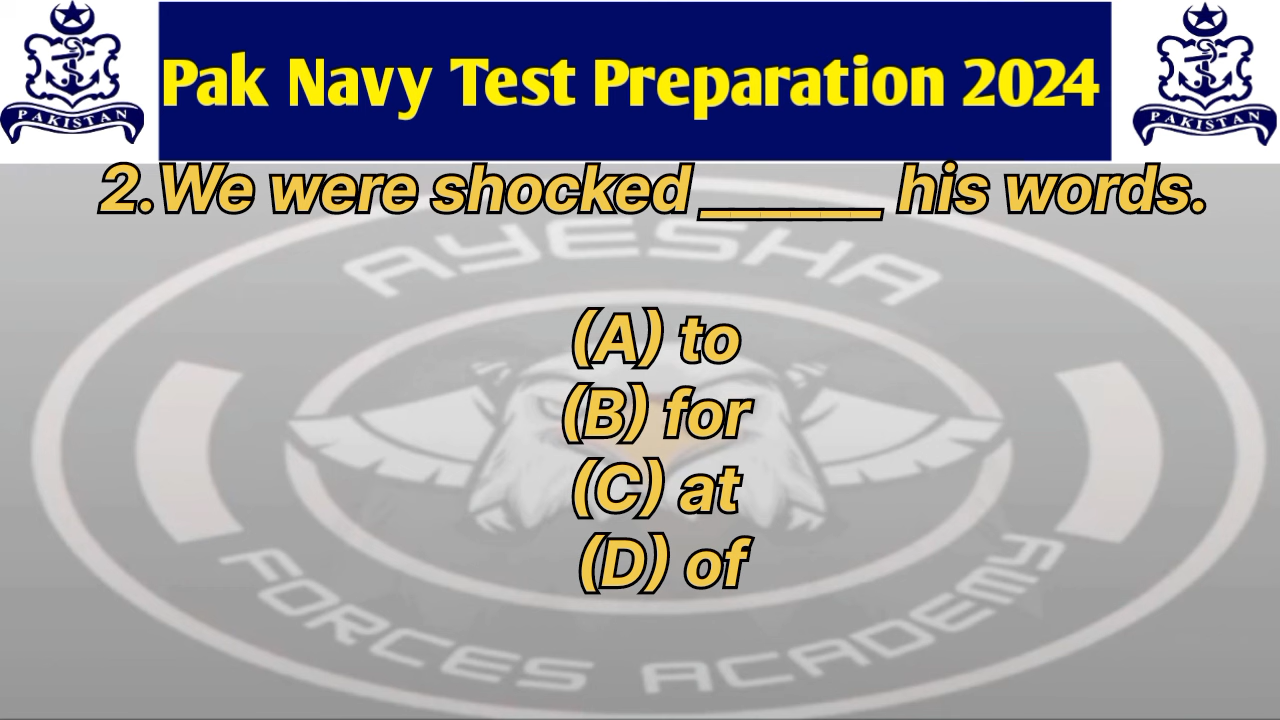 PAKISTAN
Pak Navy Test Preparation 2024
PAKISTAN
2.We were shocked ______ his words.
AYESHA
(A) to
(B) for
(C) at
(D) of
FORCES ACADEMY